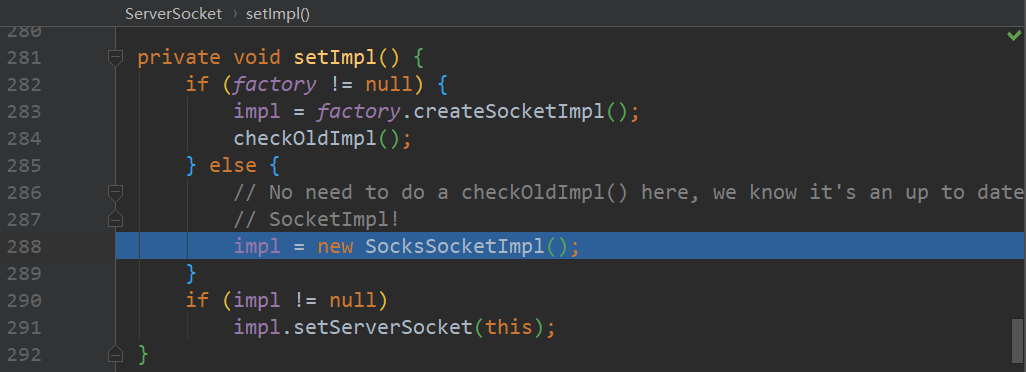 ServerSocket › setImpl()
280
281 private void setImpl() {
282 if (factory != null) {
283 impl = factory.createSocketImpl();
284 checkOldImpl();
285 } else {
286 // No need to do a checkOldImpl() here, we know it's an up to date
287 // SocketImpl!
288 impl = new SocksSocketImpl();
289 }
290 if (impl != null)
291 impl.setServerSocket(this);
292 }